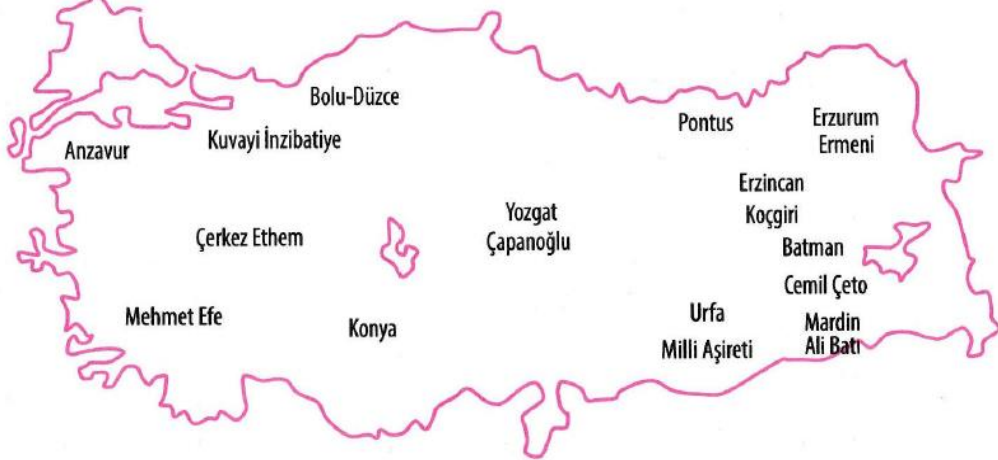 Bolu-Düzce
Kuvayi İnzibatiye
Anzavur
Pontus
Erzurum
Ermeni
Erzincan
Koçgiri
Yozgat
Çapanoğlu
Çerkez Ethem
Batman
Cemil Çeto
Mehmet Efe
Konya
Urfa
Milli Aşireti
Mardin
Ali Batı